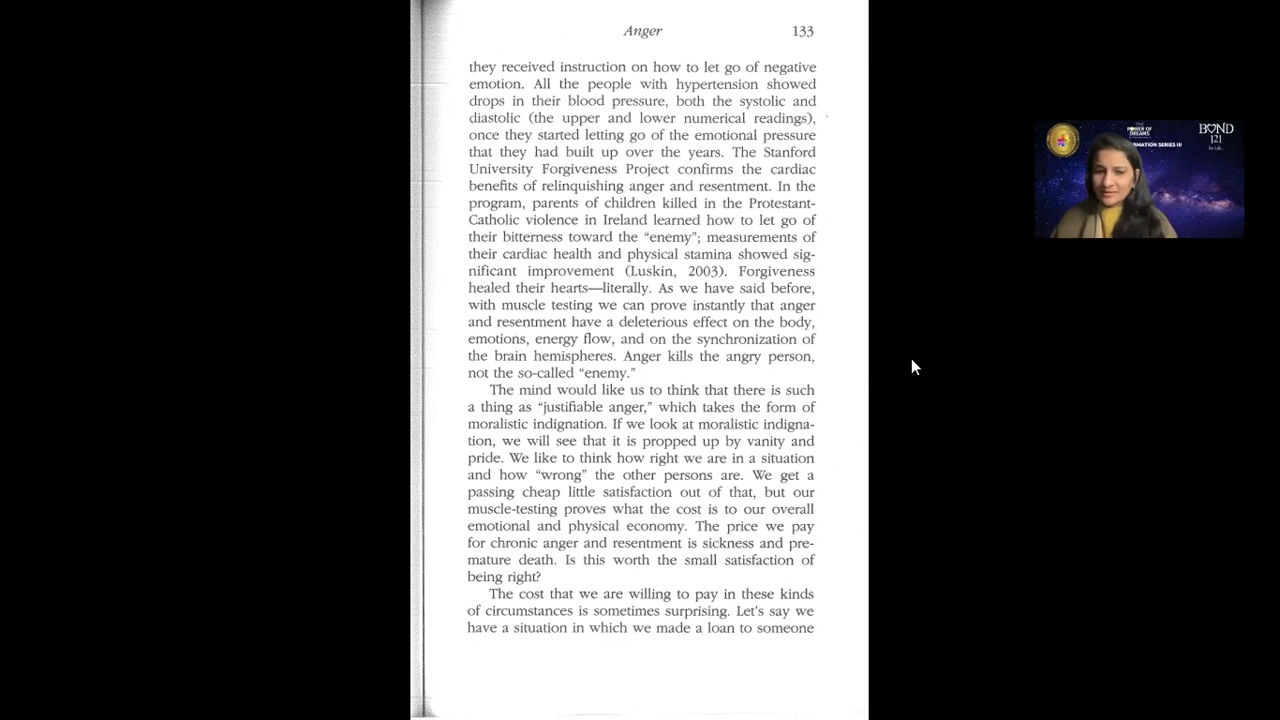 Anger 133
they received instruction on how to let go of negative
emotion. All the people with hypertension showed
drops in their blood pressure, both the systolic and
diastolic (the upper and lower numerical readings),
once they started letting go of the emotional pressure
that they had built up over the years. The Stanford
University Forgiveness Project confirms the cardiac
benefits of relinquishing anger and resentment. In the
program, parents of children killed in the Protestant-
Catholic violence in Ireland learned how to let go of
their bitterness toward the “enemy”; measurements of
their cardiac health and physical stamina showed sig-
nificant improvement (Luskin, 2003). Forgiveness
healed their hearts—literally. As we have said before,
with muscle testing we can prove instantly that anger
and resentment have a deleterious effect on the body,
emotions, energy flow, and on the synchronization of
the brain hemispheres. Anger kills the angry person,
not the so-called “enemy.”
The mind would like us to think that there is such
a thing as “justifiable anger,” which takes the form of
moralistic indignation. If we look at moralistic indigna-
tion, we will see that it is propped up by vanity and
pride. We like to think how right we are in a situation
and how “wrong” the other persons are. We get a
passing cheap little satisfaction out of that, but our
muscle-testing proves what the cost is to our overall
emotional and physical economy. The price we pay
for chronic anger and resentment is sickness and pre-
mature death. Is this worth the small satisfaction of
being right?
The cost that we are willing to pay in these kinds
of circumstances is sometimes surprising. Let's say we
have a situation in which we made a loan to someone
THE
POWER OF
DREAMS
RMATION SERIES III
BOND
121